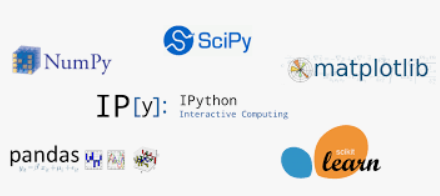 SciPy
NumPy
matplotlib
IP[y]: IPython
Interactive Computing
pandas
scikit
learn